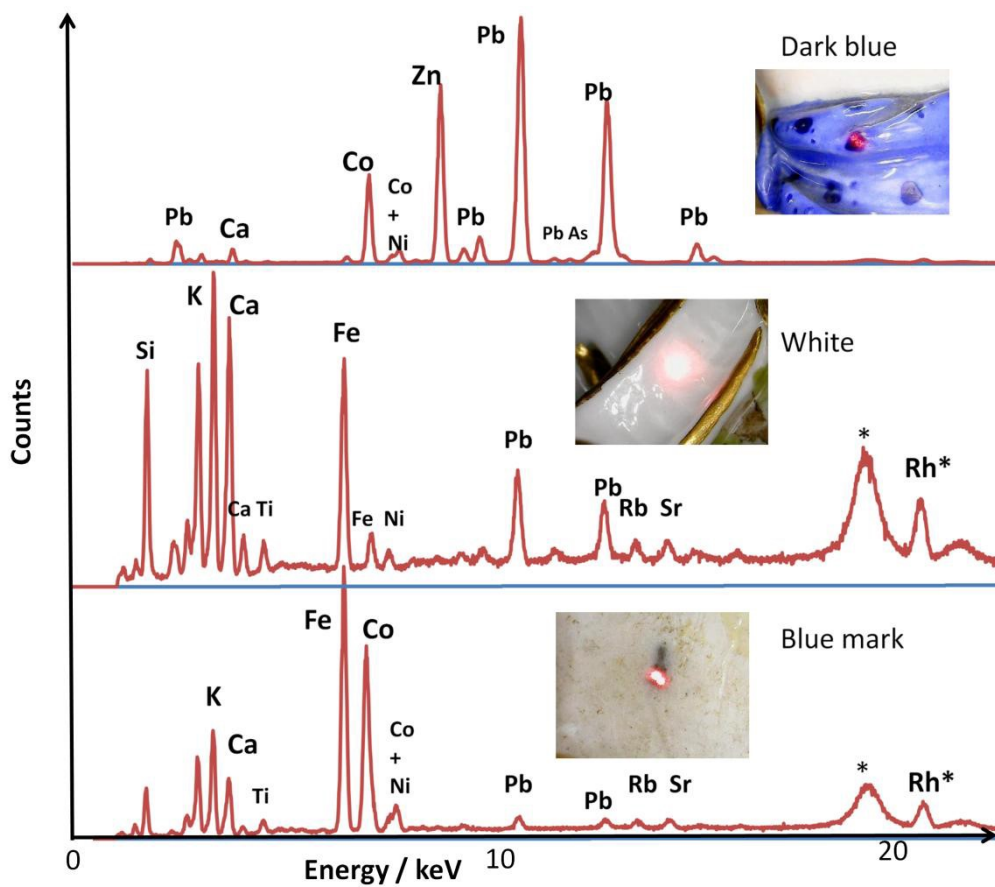 Counts
Dark blue
Pb
Ca
Co
Co
+
Ni
Zn
Pb
Pb
Pb As
Pb
Pb
White
Si
K
Ca
Ca Ti
Fe
Fe Ni
Pb
Pb
Rb Sr
*
Rh*
Blue mark
K
Ca
Ti
Fe
Co
Co
+
Ni
Pb
Pb
Rb Sr
*
Rh*
0
10
20
Energy / keV